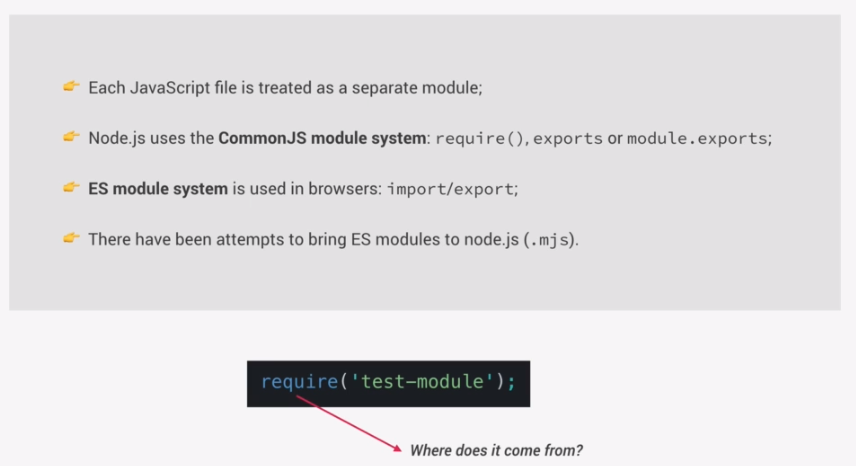 👉 Each JavaScript file is treated as a separate module;
👉 Node.js uses the CommonJS module system: require(), exports or module.exports;
👉 ES module system is used in browsers: import/export;
👉 There have been attempts to bring ES modules to node.js (.mjs).
require('test-module');
Where does it come from?